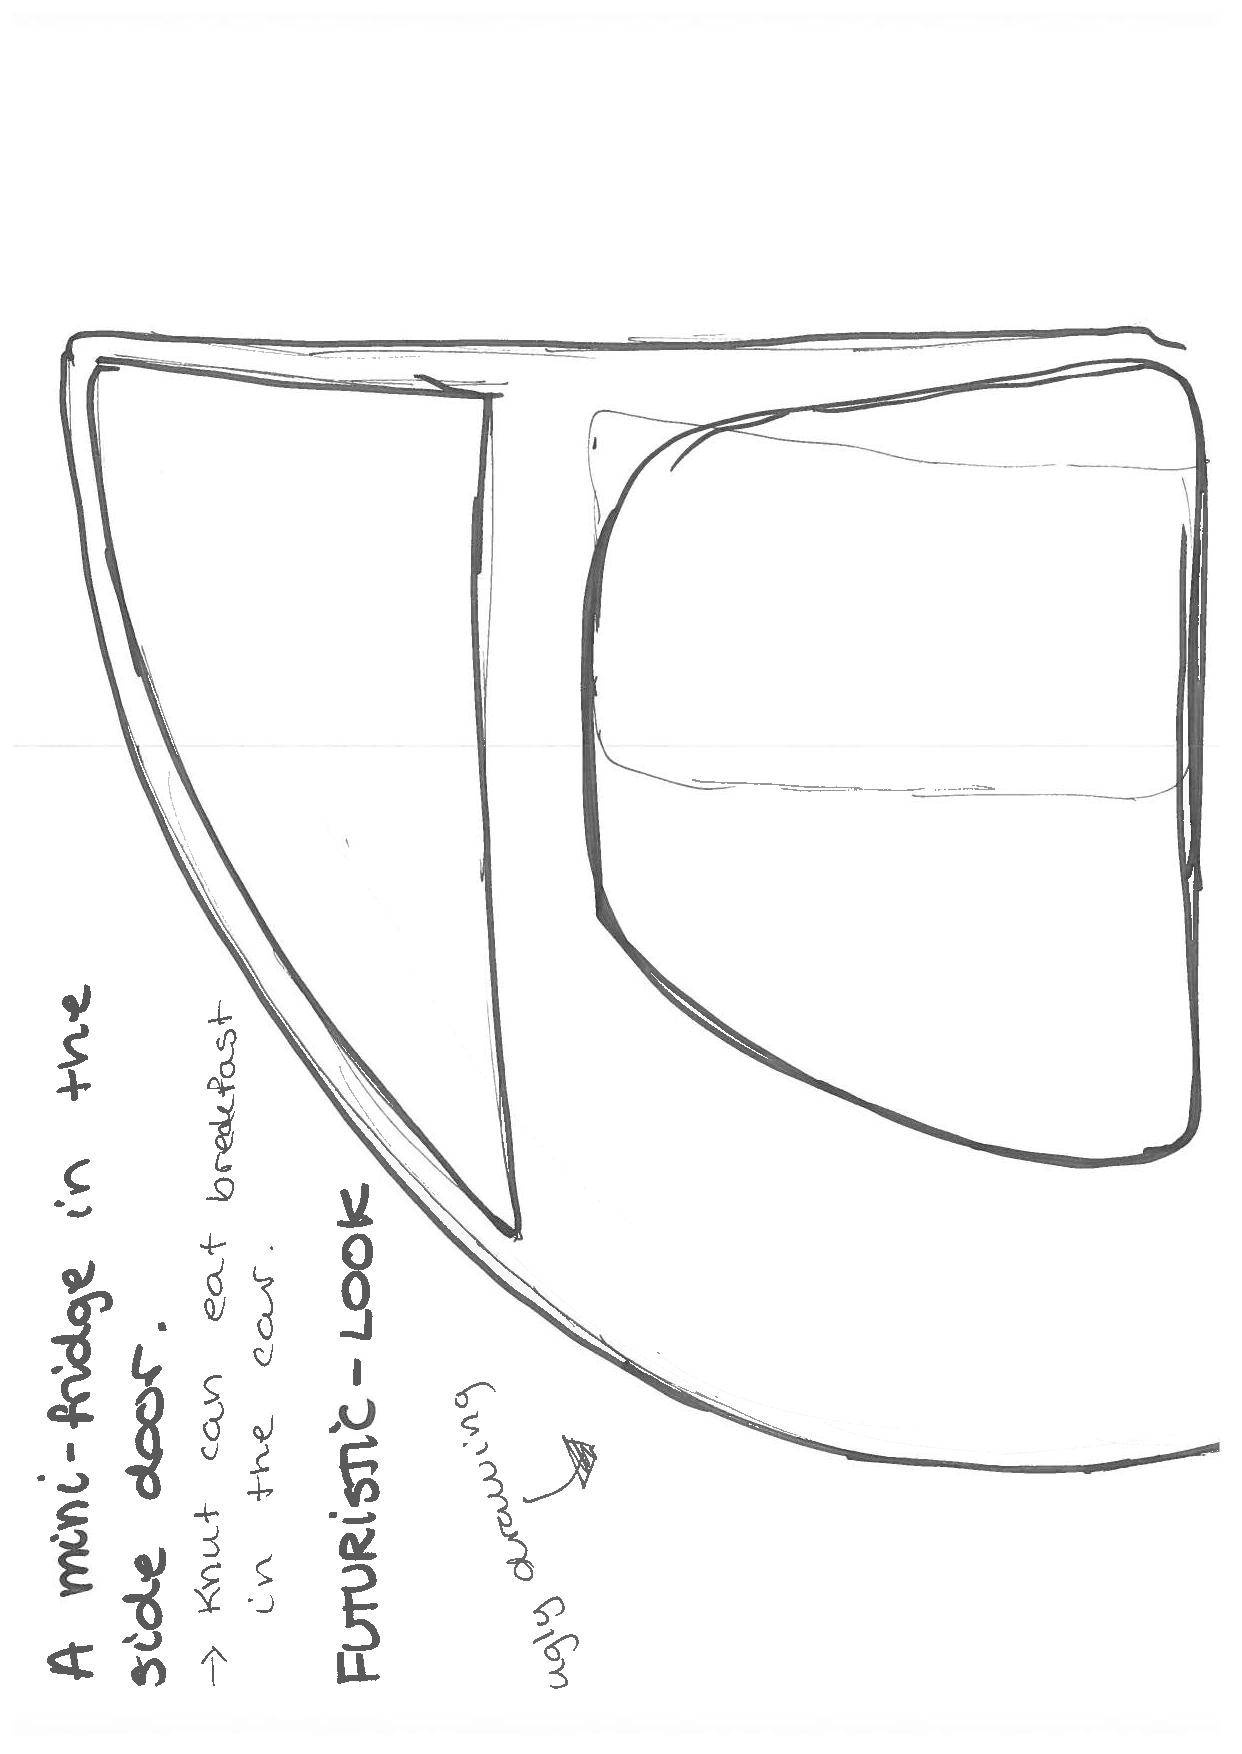 A mini-fridge in the
side door.
→ Knut can eat breakfast
in the car.
FUTURISTIC-LOOK
ugly drawing